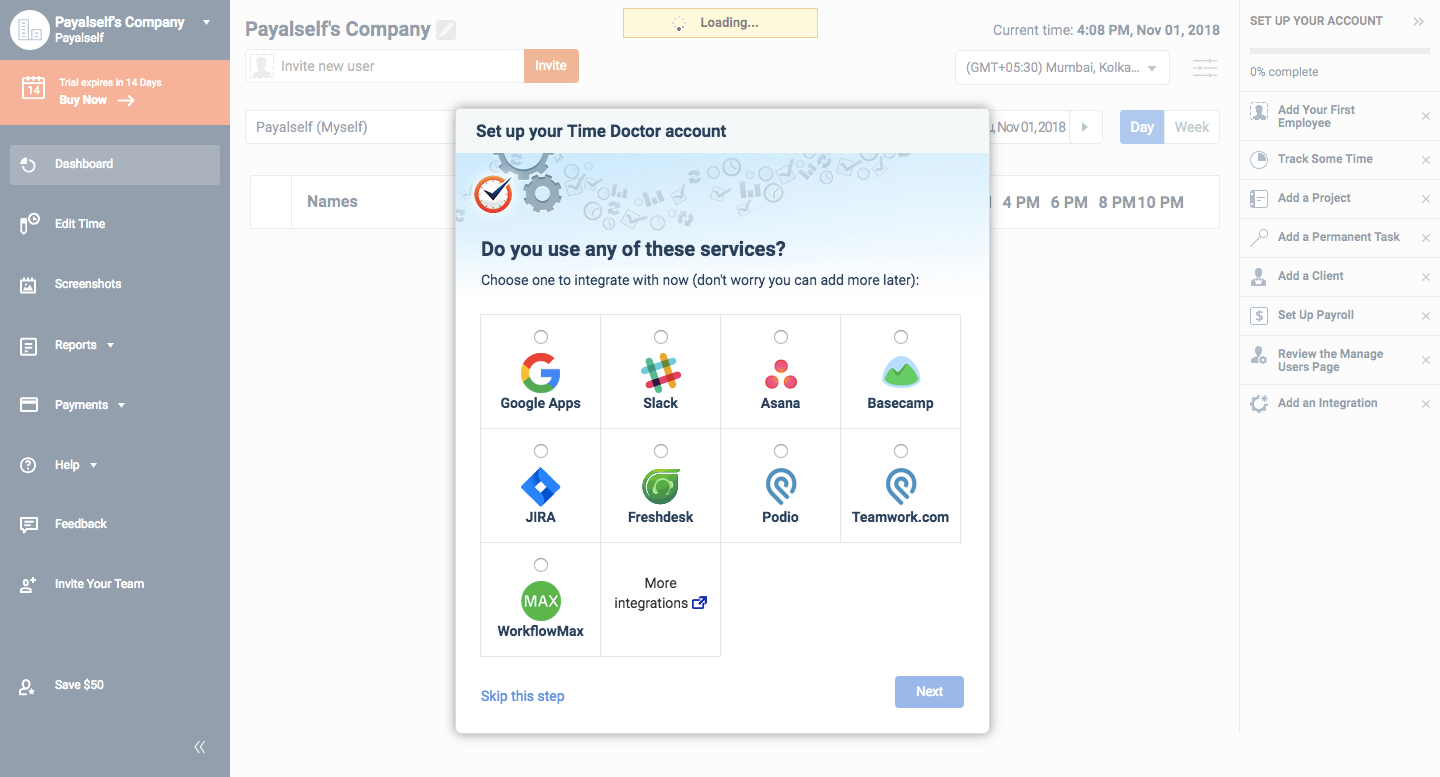 Payalself's Company
Payalself
14
Trial expires in 14 Days
Buy Now
Dashboard
Edit Time
Screenshots
Reports
Payments
Help
Feedback
Invite Your Team
Save $50
Payalself's Company
Loading...
Current time: 4:08 PM, Nov 01, 2018
Invite new user
Invite
(GMT+05:30) Mumbai, Kolka...
Payalself (Myself)
Nov 01, 2018
Day
Week
Names
4 PM 6 PM 8 PM 10 PM
Set up your Time Doctor account
Do you use any of these services?
Choose one to integrate with now (don't worry you can add more later):
Google Apps
Slack
Asana
Basecamp
JIRA
Freshdesk
Podio
Teamwork.com
MAX
WorkflowMax
More
integrations
Skip this step
Next
SET UP YOUR ACCOUNT
0% complete
Add Your First
Employee
Track Some Time
Add a Project
Add a Permanent Task
Add a Client
$
Set Up Payroll
Review the Manage
Users Page
Add an Integration